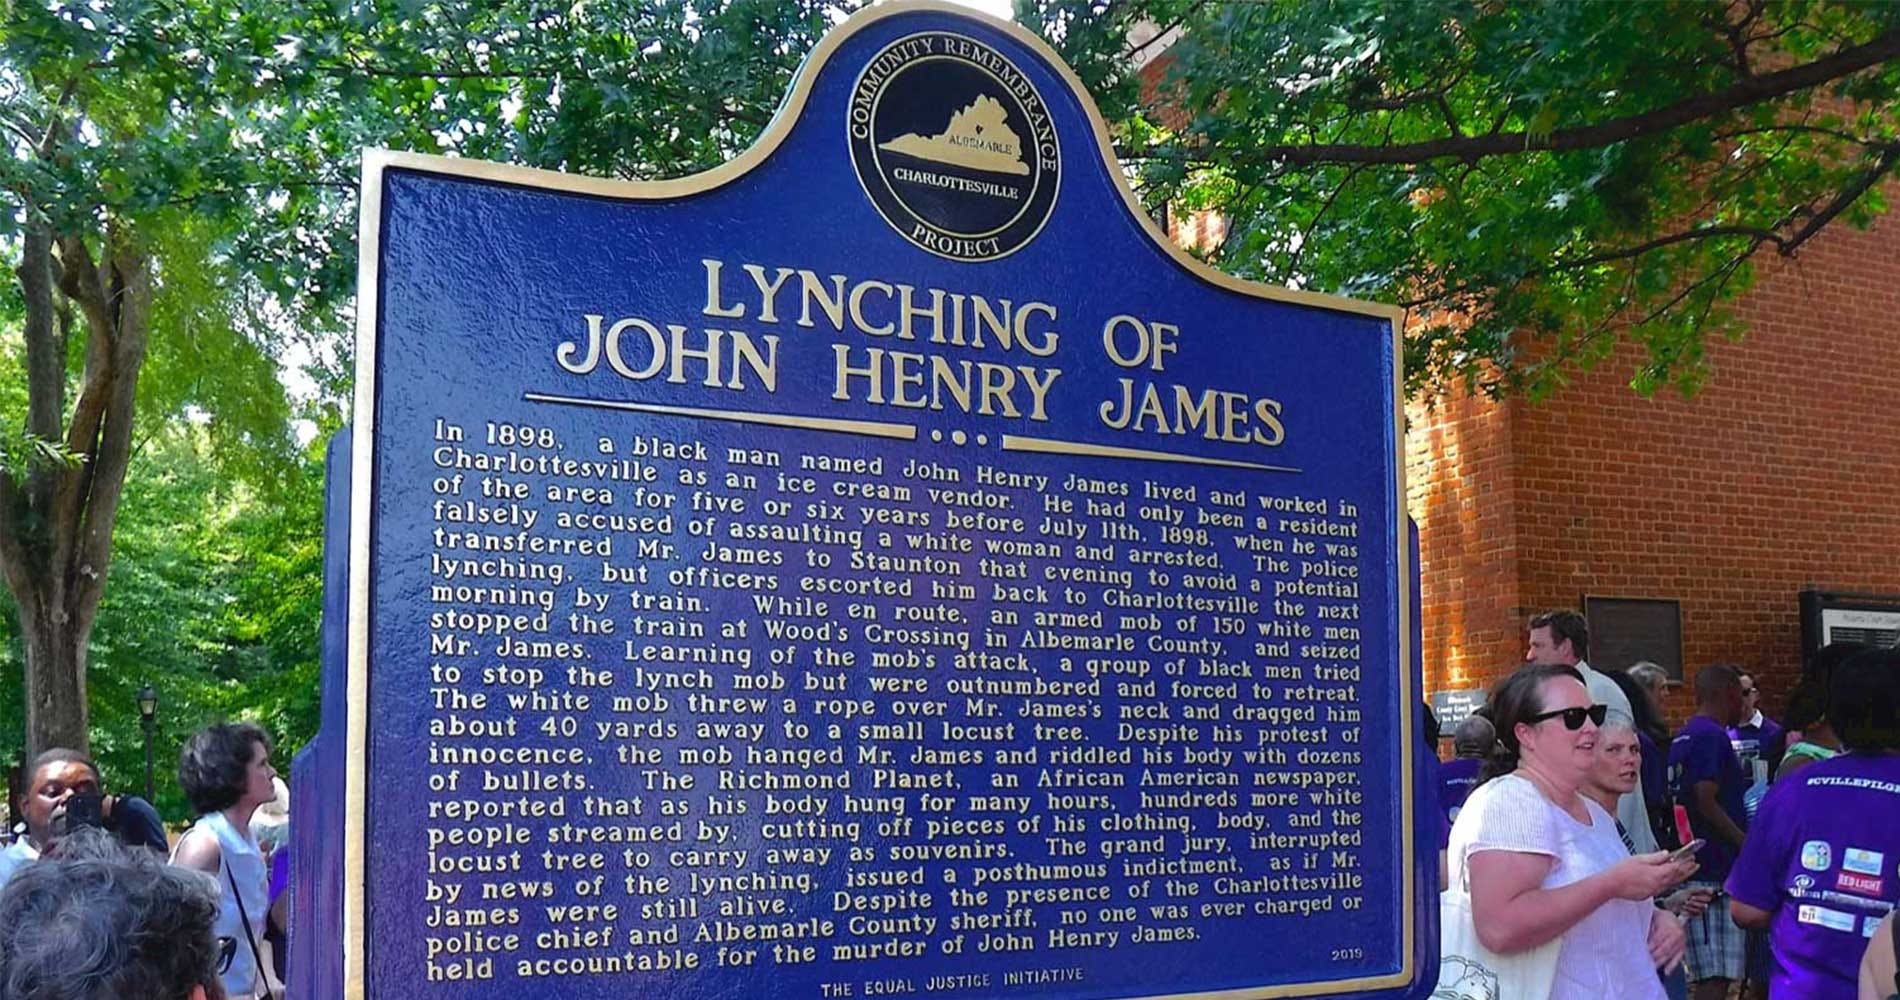 COMMUNITY REMEMBRANCE
ALBEMARLE
CHARLOTTESVILLE
PROJECT
LYNCHING OF
JOHN HENRY JAMES
In 1898, a black man named John Henry James lived and worked in
Charlottesville as an ice cream vendor. He had only been a resident
of the area for five or six years before July 11th, 1898, when he was
falsely accused of assaulting a white woman and arrested. The police
transferred Mr. James to Staunton that evening to avoid a potential
lynching, but officers escorted him back to Charlottesville the next
morning by train. While en route, an armed mob of 150 white men
stopped the train at Wood's Crossing in Albemarle County, and seized
Mr. James. Learning of the mob's attack, a group of black men tried
to stop the lynch mob but were outnumbered and forced to retreat.
The white mob threw a rope over Mr. James's neck and dragged him
about 40 yards away to a small locust tree. Despite his protest of
innocence, the mob hanged Mr. James and riddled his body with dozens
of bullets. The Richmond Planet, an African American newspaper,
reported that as his body hung for many hours, hundreds more white
people streamed by, cutting off pieces of his clothing, body, and the
locust tree to carry away as souvenirs. The grand jury, interrupted
by news of the lynching, issued a posthumous indictment, as if Mr.
James were still alive. Despite the presence of the Charlottesville
police chief and Albemarle County sheriff, no one was ever charged or
held accountable for the murder of John Henry James.
2019
THE EQUAL JUSTICE INITIATIVE
#CVILLEPILG
RED LIGHT
eji